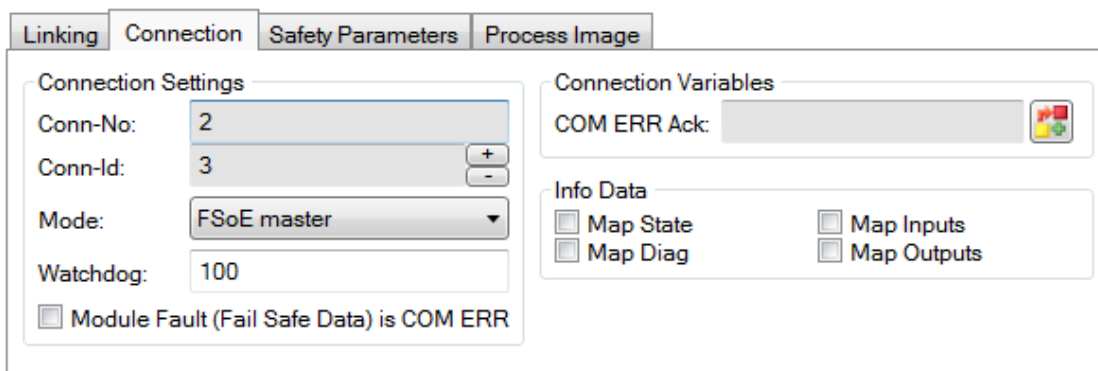 Linking Connection Safety Parameters Process Image
Connection Settings
Conn-No: 2
Conn-Id: 3
+
-
Mode: FSoE master
Watchdog: 100
Module Fault (Fail Safe Data) is COM ERR
Connection Variables
COM ERR Ack:
Info Data
Map State Map Inputs
Map Diag Map Outputs